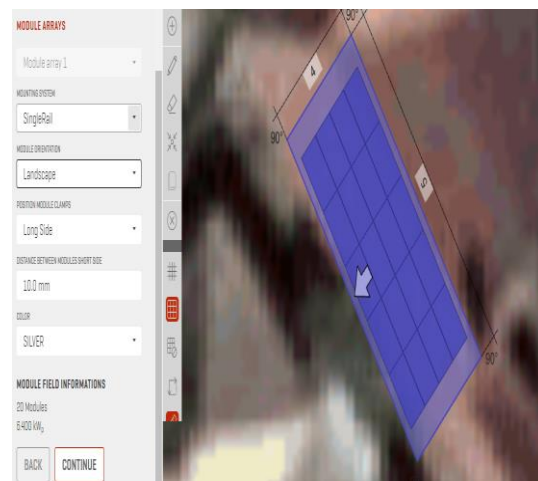 MODULE ARRAYS
Module array 1
MOUNTING SYSTEM
SingleRail
MODULE ORIENTATION
Landscape
POSITION MODULE CLAMPS
Long Side
DISTANCE BETWEEN MODULES SHORT SIDE
10.0 mm
COLOR
SILVER
MODULE FIELD INFORMATIONS
20 Modules
6.400 kWp
BACK
CONTINUE
90°
4
90°
90°